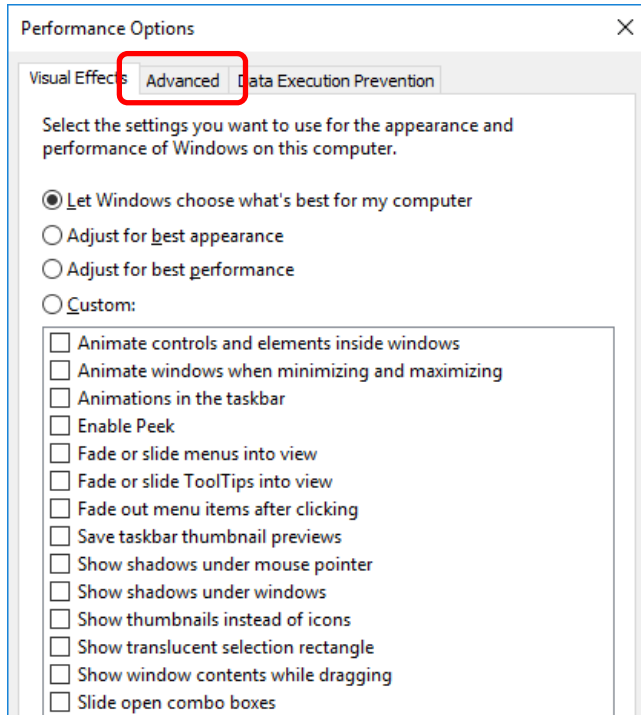 Performance Options
Visual Effects Advanced Data Execution Prevention
Select the settings you want to use for the appearance and
performance of Windows on this computer.
Let Windows choose what's best for my computer
Adjust for best appearance
Adjust for best performance
Custom:
Animate controls and elements inside windows
Animate windows when minimizing and maximizing
Animations in the taskbar
Enable Peek
Fade or slide menus into view
Fade or slide ToolTips into view
Fade out menu items after clicking
Save taskbar thumbnail previews
Show shadows under mouse pointer
Show shadows under windows
Show thumbnails instead of icons
Show translucent selection rectangle
Show window contents while dragging
Slide open combo boxes